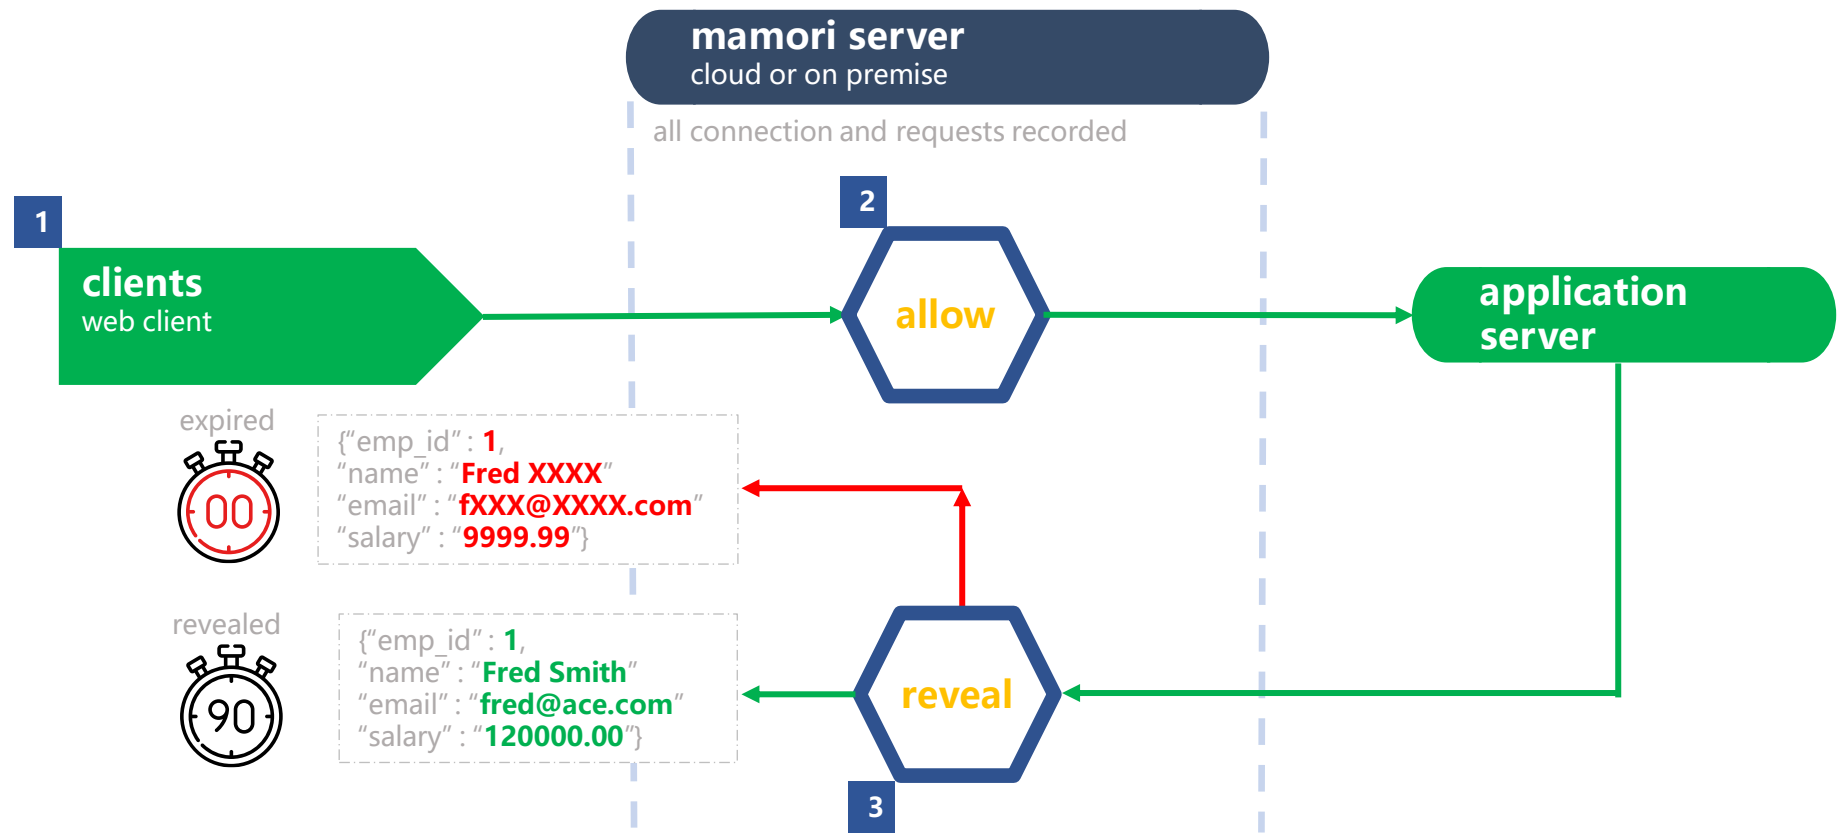 mamori server
cloud or on premise
all connection and requests recorded
1
2
clients
web client
allow
application
server
expired
00
{“emp_id” : 1,
“name” : “Fred XXXX”
“email” : “fXXX@XXXX.com”
“salary” : “9999.99”}
revealed
90
{“emp_id” : 1,
“name” : “Fred Smith”
“email” : “fred@ace.com”
“salary” : “120000.00”}
reveal
3